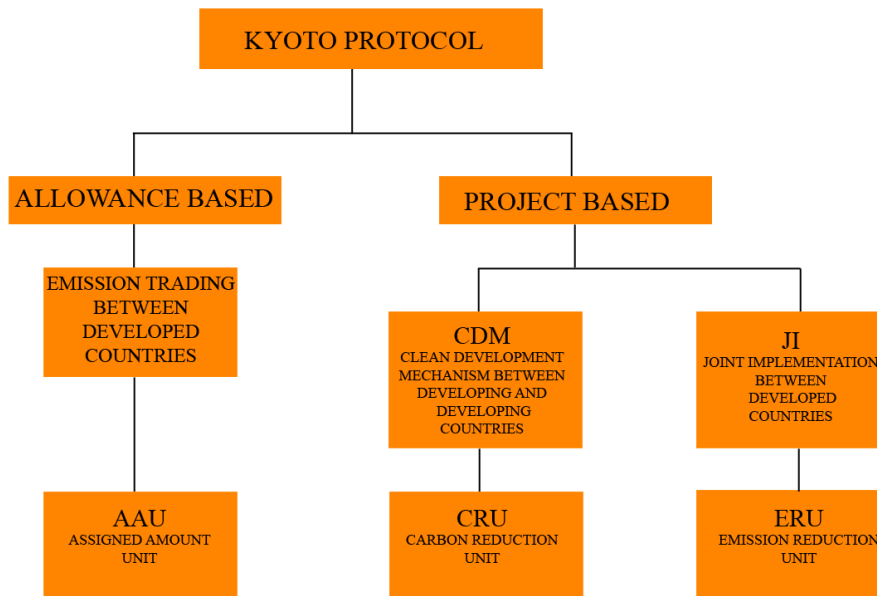 KYOTO PROTOCOL
ALLOWANCE BASED
PROJECT BASED
EMISSION TRADING
BETWEEN
DEVELOPED
COUNTRIES
CDM
CLEAN DEVELOPMENT
MECHANISM BETWEEN
DEVELOPING AND
DEVELOPING
COUNTRIES
JI
JOINT IMPLEMENTATION
BETWEEN
DEVELOPED
COUNTRIES
AAU
ASSIGNED AMOUNT
UNIT
CRU
CARBON REDUCTION
UNIT
ERU
EMISSION REDUCTION
UNIT